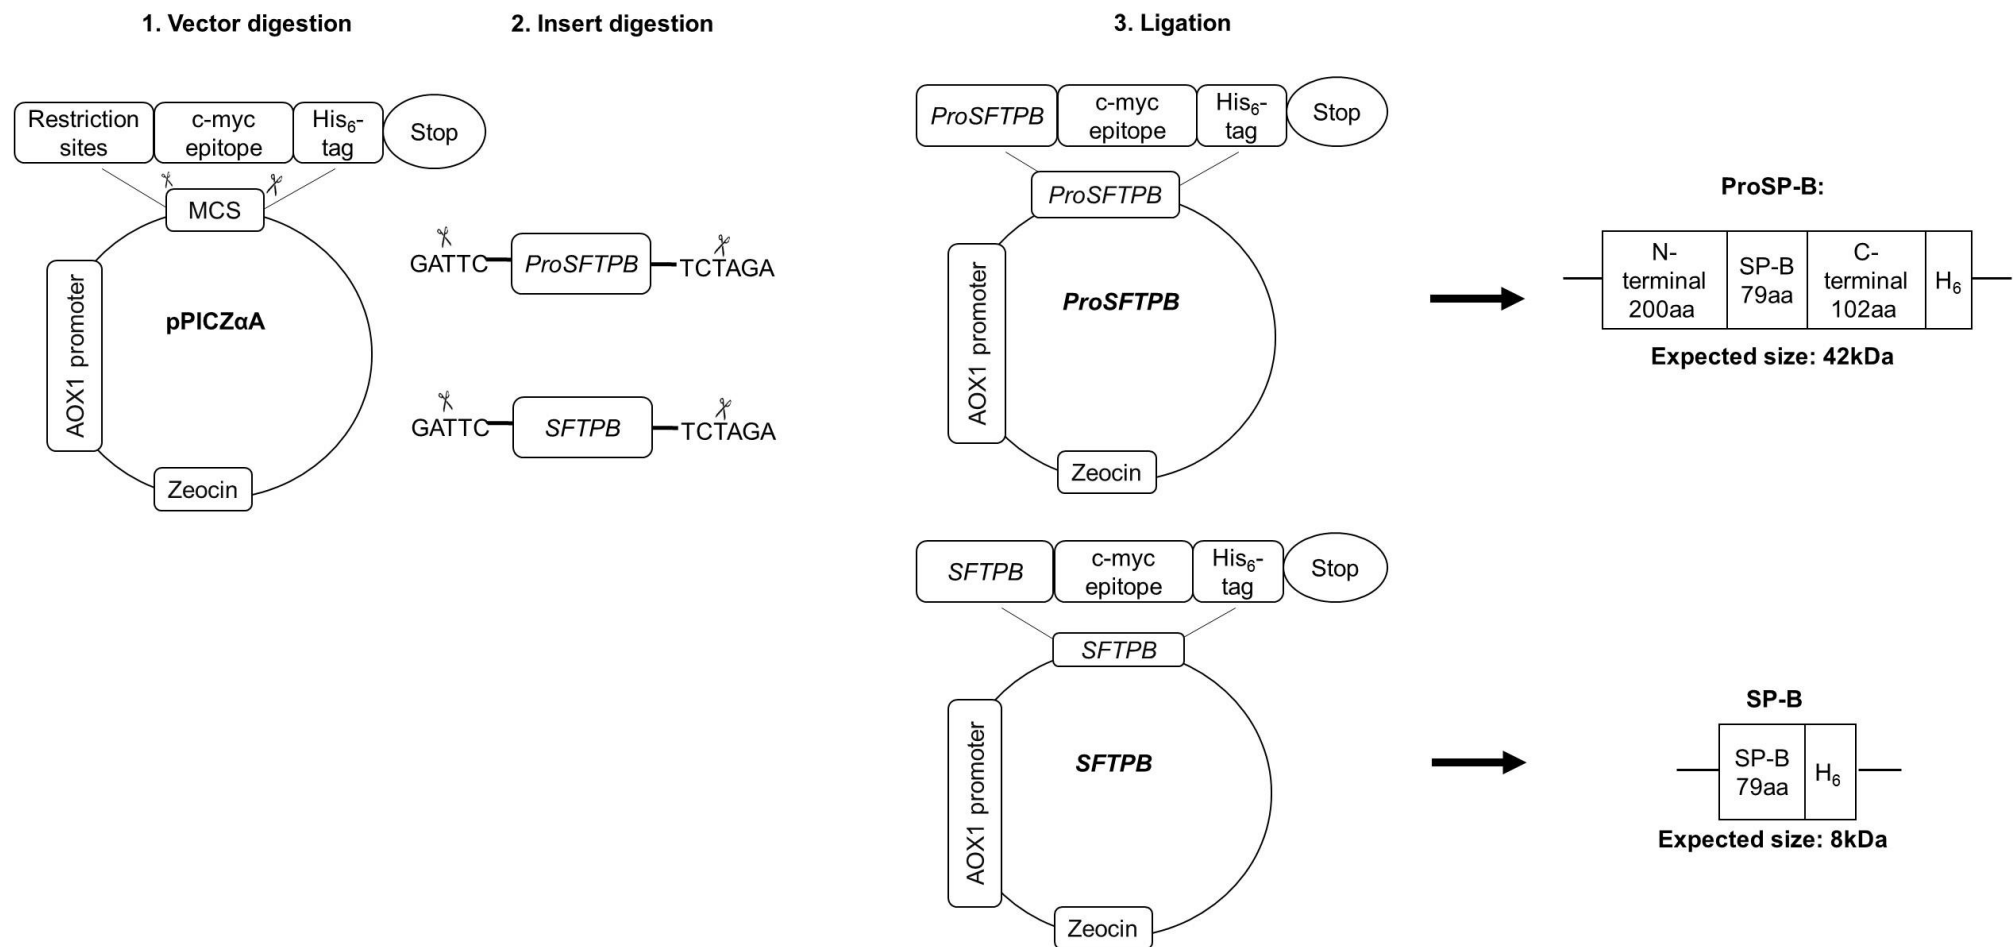 1. Vector digestion
2. Insert digestion
3. Ligation
Restriction
sites
c-myc
epitope
His6-
tag
Stop
MCS
AOX1 promoter
pPICZαA
Zeocin
GATTC
ProSFTPB
TCTAGA
GATTC
SFTPB
TCTAGA
ProSFTPB
c-myc
epitope
His6-
tag
Stop
ProSFTPB
AOX1 promoter
ProSFTPB
Zeocin
ProSP-B:
N-
terminal
200aa
SP-B
79aa
C-
terminal
102aa
H6
Expected size: 42kDa
SFTPB
c-myc
epitope
His6-
tag
Stop
SFTPB
AOX1 promoter
SFTPB
Zeocin
SP-B
SP-B
79aa
H6
Expected size: 8kDa